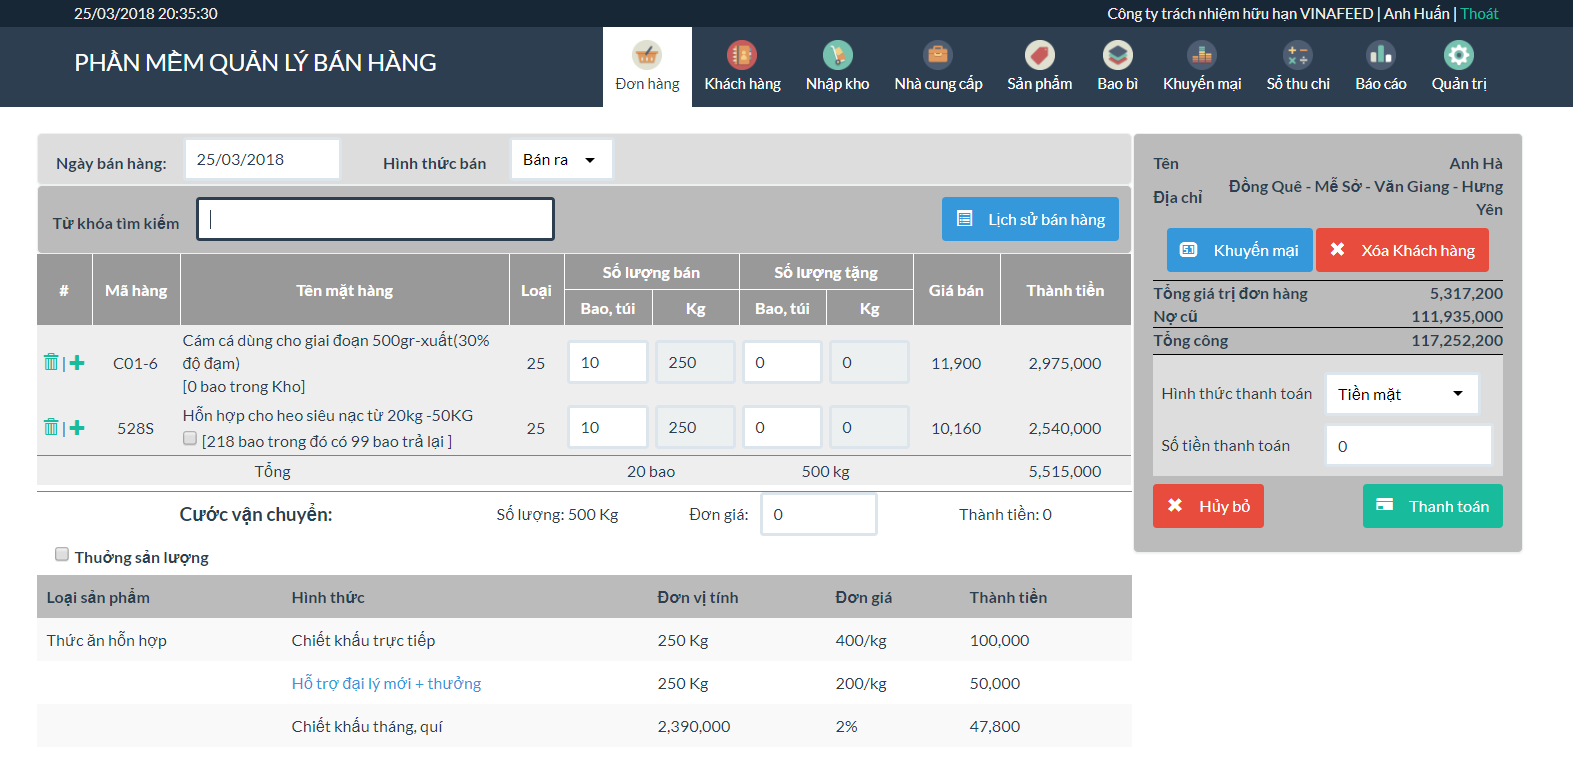 25/03/2018 20:35:30
Công ty trách nhiệm hữu hạn VINAFEED | Anh Huấn | Thoát
PHẦN MỀM QUẢN LÝ BÁN HÀNG
Đơn hàng Khách hàng Nhập kho Nhà cung cấp Sản phẩm Bao bì Khuyến mại Sổ thu chi Báo cáo Quản trị
Ngày bán hàng: 25/03/2018 Hình thức bán Bán ra
Từ khóa tìm kiếm Lịch sử bán hàng
# Mã hàng Tên mặt hàng Loại Số lượng bán Số lượng tặng Giá bán Thành tiền
Bao, túi Kg Bao, túi Kg
Cám cá dùng cho giai đoạn 500gr-xuất(30%
| C01-6 độ đạm) 25 10 250 0 0 11,900 2,975,000
[0 bao trong Kho]
Hỗn hợp cho heo siêu nạc từ 20kg -50KG
| 528S 25 10 250 0 0 10,160 2,540,000
[218 bao trong đó có 99 bao trả lại ]
Tổng 20 bao 500 kg 5,515,000
Cước vận chuyển: Số lượng: 500 Kg Đơn giá: 0 Thành tiền: 0
Thuởng sản lượng
Loại sản phẩm Hình thức Đơn vị tính Đơn giá Thành tiền
Thức ăn hỗn hợp Chiết khấu trực tiếp 250 Kg 400/kg 100,000
Hỗ trợ đại lý mới + thưởng 250 Kg 200/kg 50,000
Chiết khấu tháng, quí 2,390,000 2% 47,800
Tên Anh Hà
Địa chỉ Đồng Quê - Mễ Sở - Văn Giang - Hưng
Yên
Khuyến mại Xóa Khách hàng
Tổng giá trị đơn hàng 5,317,200
Nợ cũ 111,935,000
Tổng công 117,252,200
Hình thức thanh toán Tiền mặt
Số tiền thanh toán 0
Hủy bỏ Thanh toán